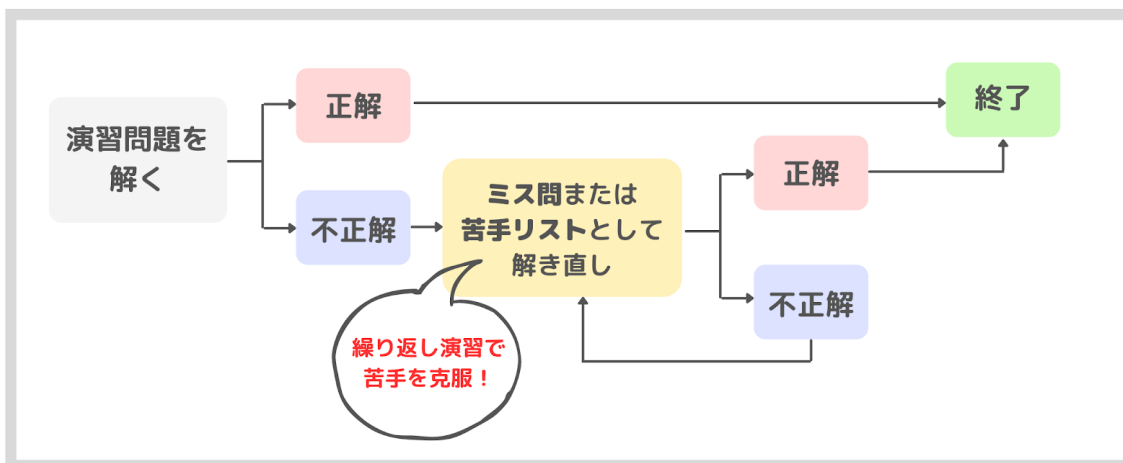 演習問題を
解く
正解
不正解
ミス問または
苦手リストとして
解き直し
繰り返し演習で
苦手を克服！
正解
不正解
終了